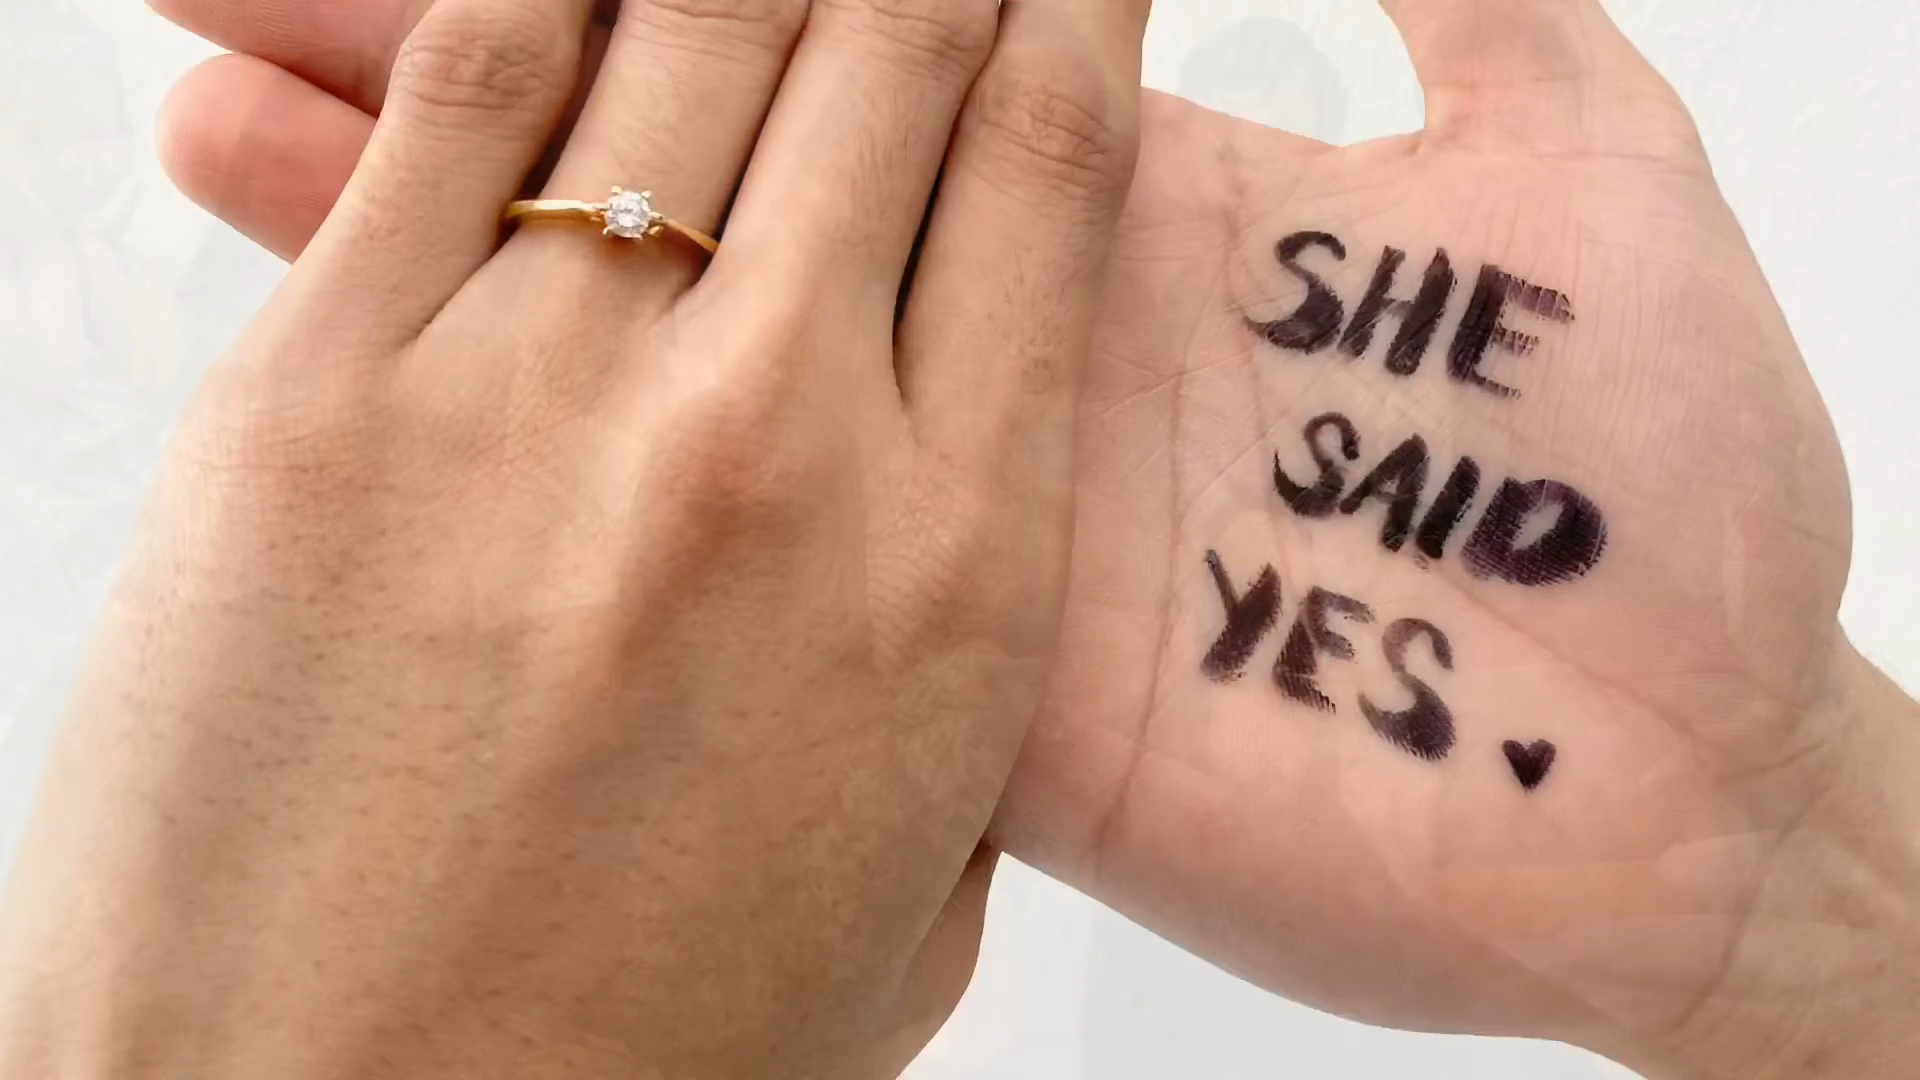 SHE
SAID
YES. ♥